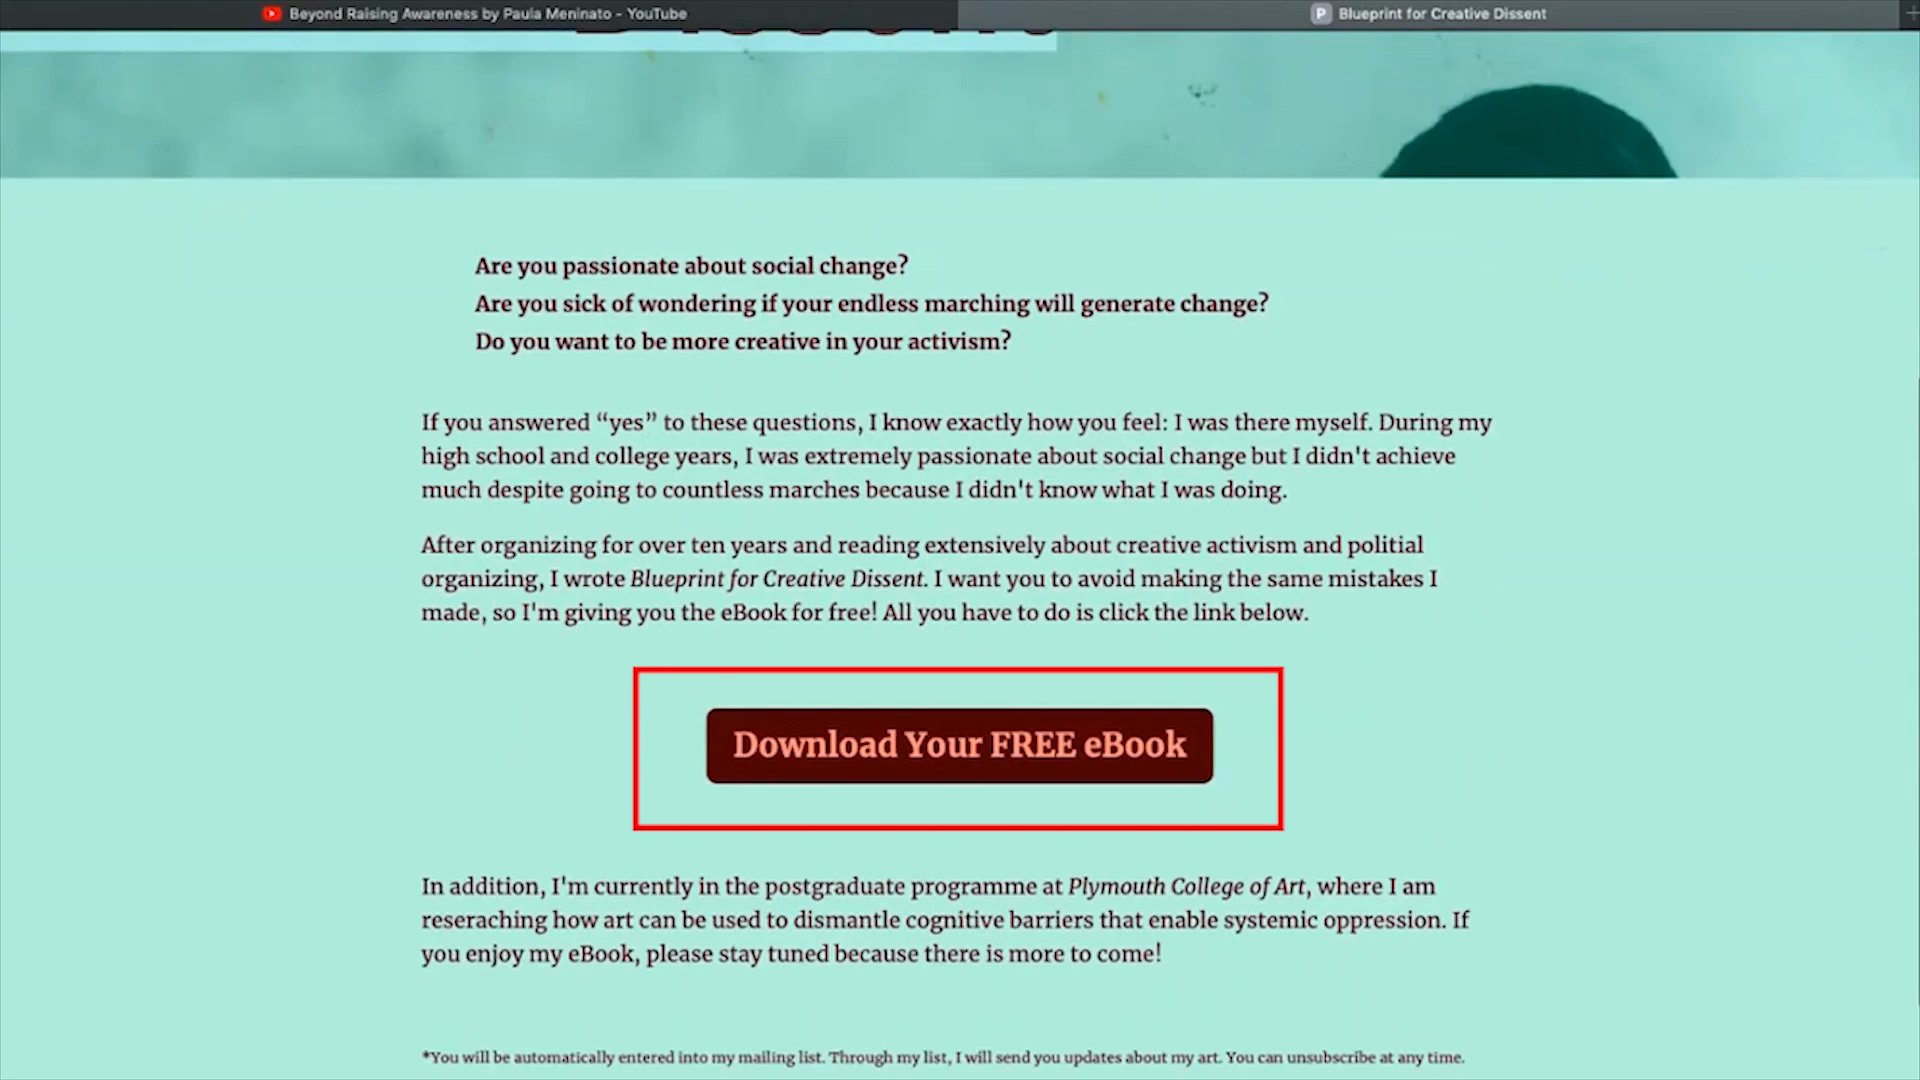 Beyond Raising Awareness by Paula Meninato - YouTube
P Blueprint for Creative Dissent
Are you passionate about social change?
Are you sick of wondering if your endless marching will generate change?
Do you want to be more creative in your activism?
If you answered “yes” to these questions, I know exactly how you feel: I was there myself. During my
high school and college years, I was extremely passionate about social change but I didn't achieve
much despite going to countless marches because I didn't know what I was doing.
After organizing for over ten years and reading extensively about creative activism and politial
organizing, I wrote Blueprint for Creative Dissent. I want you to avoid making the same mistakes I
made, so I'm giving you the eBook for free! All you have to do is click the link below.
Download Your FREE eBook
In addition, I'm currently in the postgraduate programme at Plymouth College of Art, where I am
reseraching how art can be used to dismantle cognitive barriers that enable systemic oppression. If
you enjoy my eBook, please stay tuned because there is more to come!
*You will be automatically entered into my mailing list. Through my list, I will send you updates about my art. You can unsubscribe at any time.